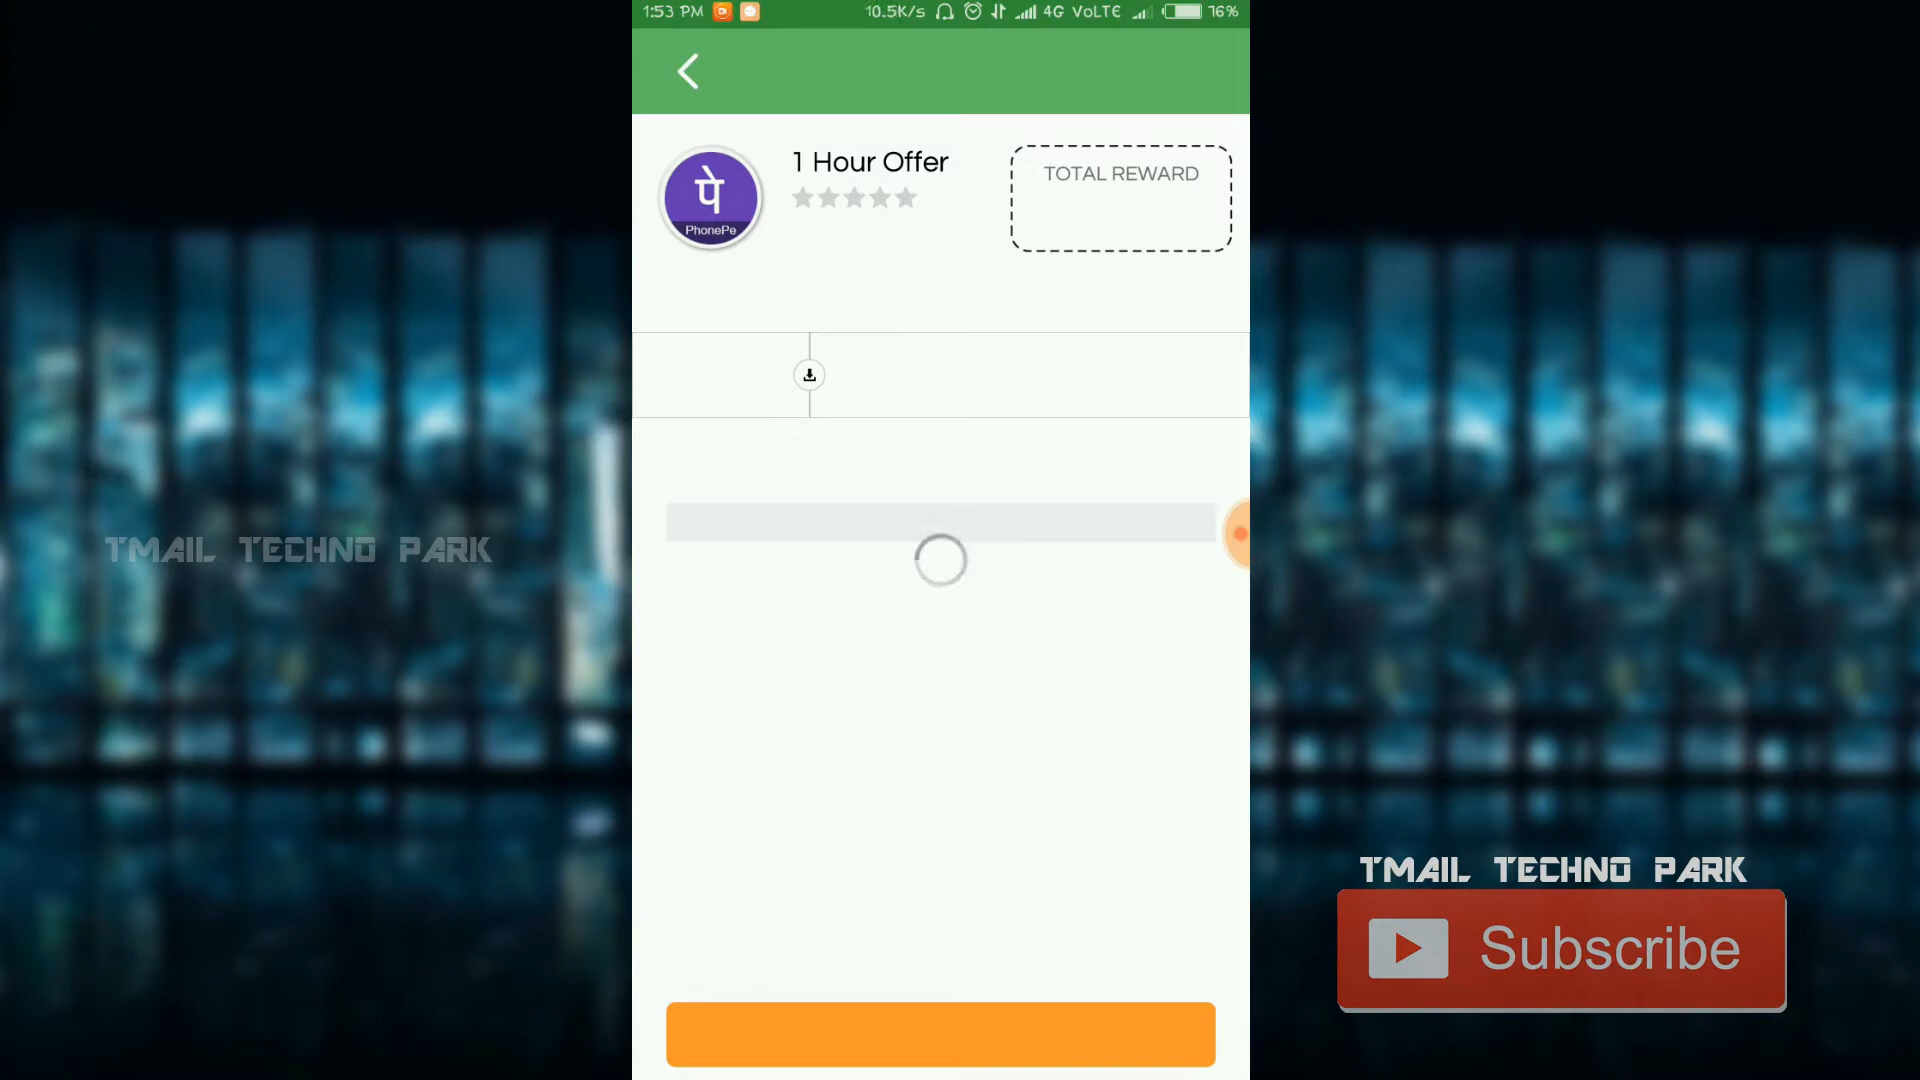 1:53 PM 10.5K/s 4G VoLTE 76%
1 Hour Offer
TOTAL REWARD
पे
PhonePe
TMAIL TECHNO PARK
TMAIL TECHNO PARK
Subscribe